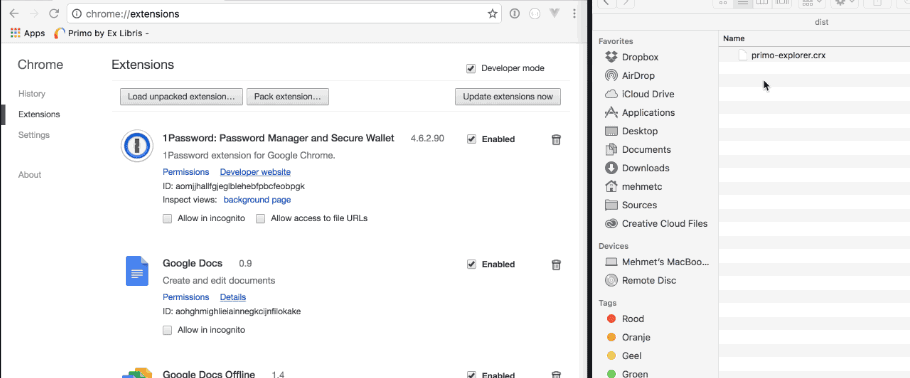 chrome://extensions
Apps Primo by Ex Libris -
Chrome
History
Extensions
Settings
About
Extensions
Developer mode
Load unpacked extension... Pack extension... Update extensions now
1Password: Password Manager and Secure Wallet 4.6.2.90 Enabled
1Password extension for Google Chrome.
Permissions Developer website
ID: aomjjhallfgjeglblehebfpbcfeobpgk
Inspect views: background page
Allow in incognito Allow access to file URLs
Google Docs 0.9 Enabled
Create and edit documents
Permissions Details
ID: aohghmighlieiainnegkcijnfilokake
Allow in incognito
Google Docs Offline 1.4 Enabled
dist
Favorites
Dropbox
AirDrop
iCloud Drive
Applications
Desktop
Documents
Downloads
mehmetc
Sources
Creative Cloud Files
Devices
Mehmet's MacBoo...
Remote Disc
Tags
Rood
Oranje
Geel
Groen
Name
primo-explorer.crx